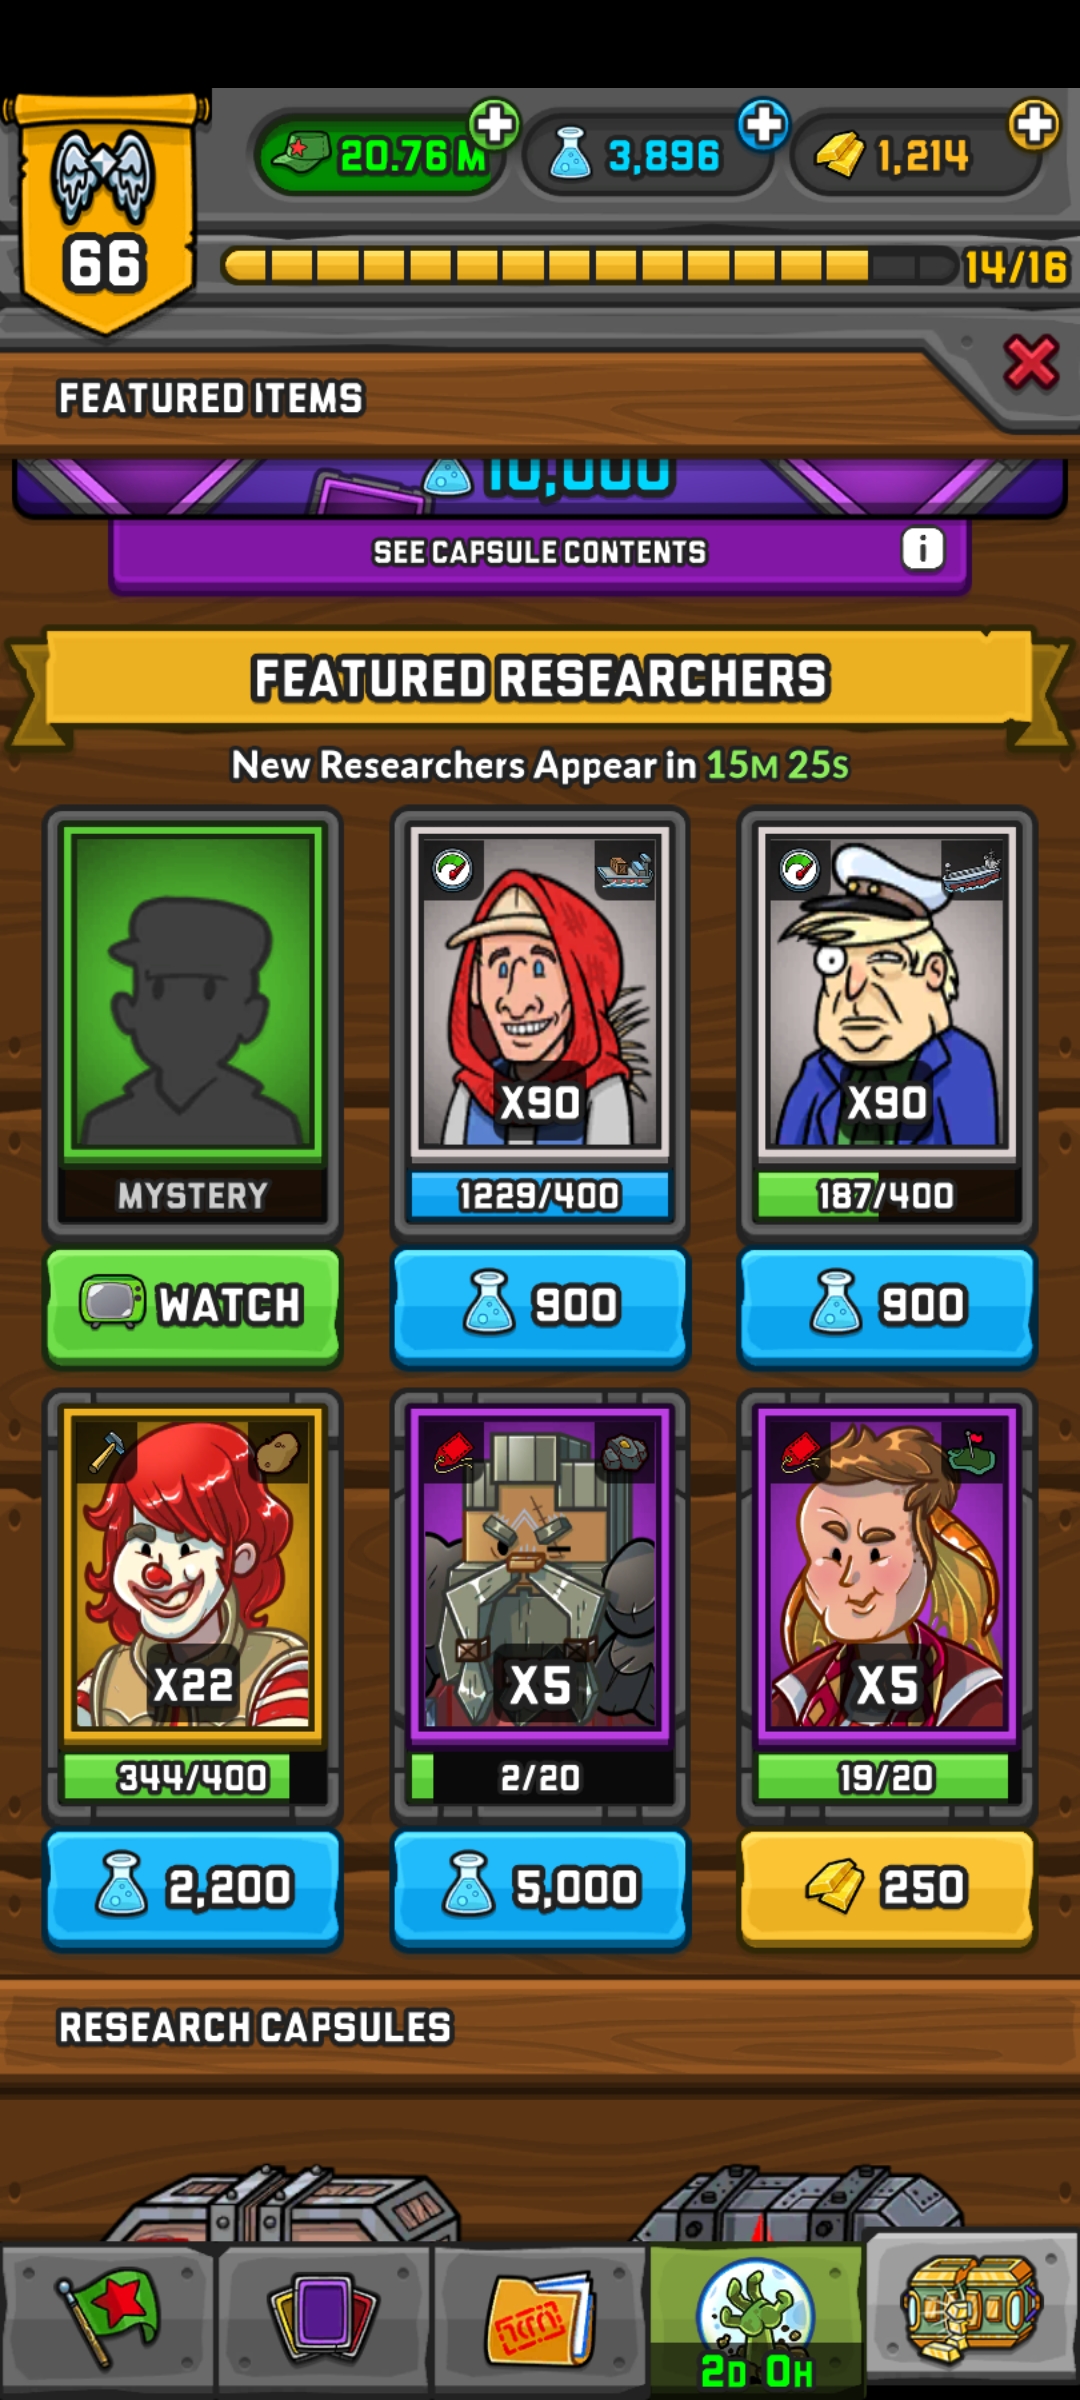 20.76 M
3,896
1,214
66
14/16
FEATURED ITEMS
10,000
SEE CAPSULE CONTENTS
i
FEATURED RESEARCHERS
New Researchers Appear in 15M 25S
X90
X90
MYSTERY
1229/400
187/400
WATCH
900
900
X22
X5
X5
344/400
2/20
19/20
2,200
5,000
250
RESEARCH CAPSULES
2D 0H